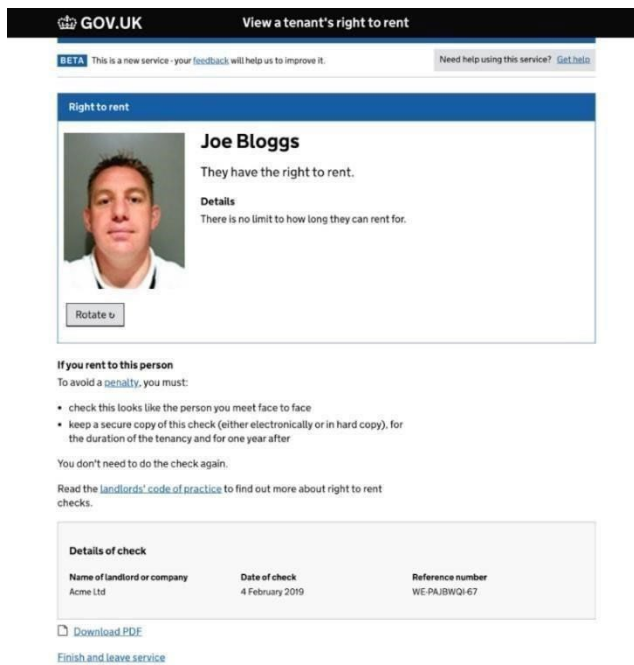 GOV.UK View a tenant's right to rent
BETA This is a new service - your feedback will help us to improve it.
Need help using this service? Get help
Right to rent
Joe Bloggs
They have the right to rent.
Details
There is no limit to how long they can rent for.
Rotate ↻
If you rent to this person
To avoid a penalty, you must:
• check this looks like the person you meet face to face
• keep a secure copy of this check (either electronically or in hard copy), for
the duration of the tenancy and for one year after
You don't need to do the check again.
Read the landlords' code of practice to find out more about right to rent
checks.
Details of check
Name of landlord or company Date of check Reference number
Acme Ltd 4 February 2019 WE-PAJBWQI-67
Download PDF
Finish and leave service